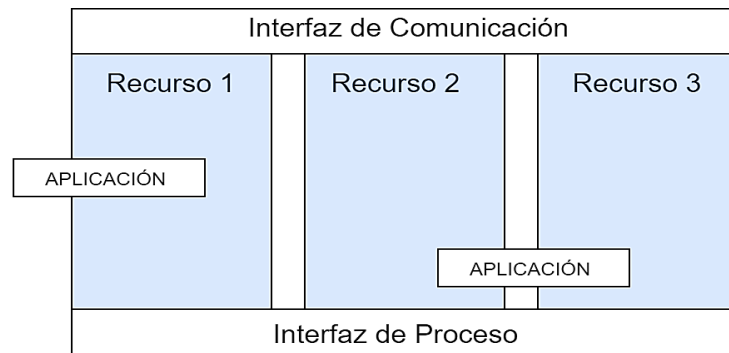 Interfaz de Comunicación
Recurso 1
Recurso 2
Recurso 3
APLICACIÓN
APLICACIÓN
Interfaz de Proceso